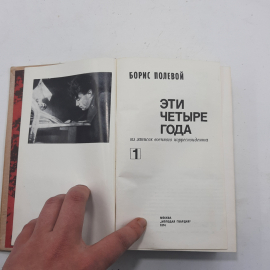 БОРИС ПОЛЕВОЙ
ЭТИ
ЧЕТЫРЕ
ГОДА
из записок военного корреспондента
1
МОСКВА
„МОЛОДАЯ ГВАРДИЯ“